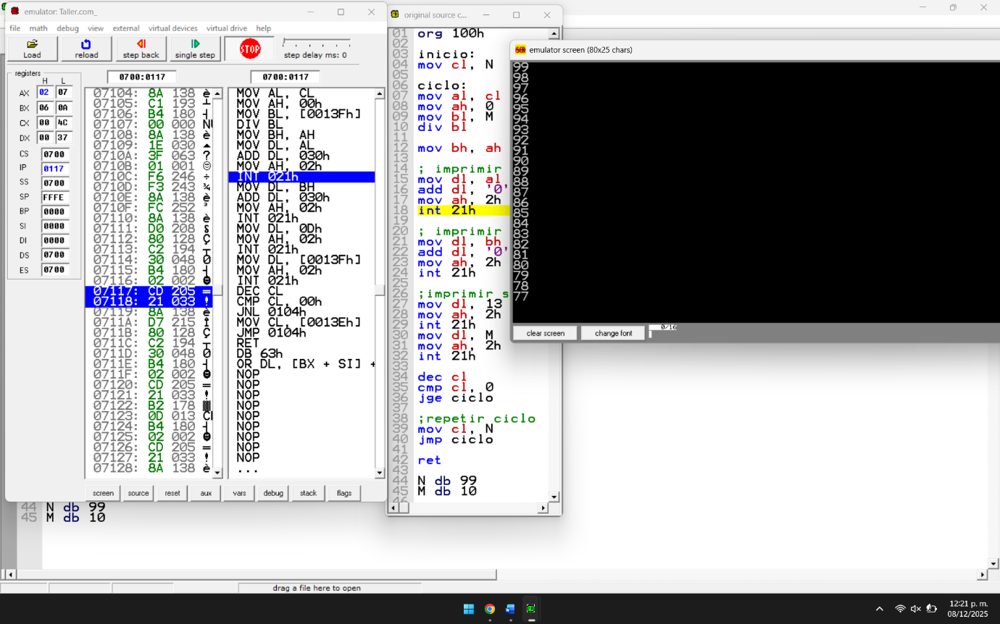 emulator: Taller.com_
file math debug view external virtual devices virtual drive help
Load reload step back single step STOP step delay ms: 0
registers
H L
AX 02 07
BX 06 0A
CX 00 4C
DX 00 37
CS 0700
IP 0117
SS 0700
SP FFFE
BP 0000
SI 0000
DI 0000
DS 0700
ES 0700
0700:0117
07104: 8A 138 è
07105: C1 193 ┴
07106: B4 180 ┤
07107: 00 000 NU
07108: 8A 138 è
07109: 1E 030 ▲
0710A: 3F 063 ?
0710B: 01 001 ☺
0710C: F6 246 ÷
0710D: F3 243 ¾
0710E: 8A 138 è
0710F: FC 252 ³
07110: 8A 138 è
07111: D0 208 š
07112: 80 128 Ç
07113: C2 194 ┬
07114: 30 048 0
07115: B4 180 ┤
07116: 02 002 ☻
07117: CD 205 =
07118: 21 033 !
07119: 8A 138 è
0711A: D7 215 Î
0711B: 80 128 Ç
0711C: C2 194 ┬
0711D: 30 048 0
0711E: B4 180 ┤
0711F: 02 002 ☻
07120: CD 205 =
07121: 21 033 !
07122: B2 178 ▓
07123: 0D 013 CI
07124: B4 180 ┤
07125: 02 002 ☻
07126: CD 205 =
07127: 21 033 !
07128: 8A 138 è
0700:0117
MOV AL, CL
MOV AH, 00h
MOV BL, [0013Fh]
DIV BL
MOV BH, AH
MOV DL, AL
ADD DL, 030h
MOV AH, 02h
INT 021h
MOV DL, BH
ADD DL, 030h
MOV AH, 02h
INT 021h
MOV DL, 0Dh
MOV AH, 02h
INT 021h
MOV DL, [0013Fh]
MOV AH, 02h
INT 021h
DEC CL
CMP CL, 00h
JNL 0104h
MOV CL, [0013Eh]
JMP 0104h
RET
DB 63h
OR DL, [BX + SI] +
NOP
NOP
NOP
NOP
NOP
NOP
NOP
NOP
NOP
...
screen source reset aux vars debug stack flags
original source c...
01 org 100h
02
03 inicio:
04 mov cl, N
05
06 ciclo:
07 mov al, cl
08 mov ah, 0
09 mov bl, M
10 div bl
11
12 mov bh, ah
13
14 ; imprimir
15 mov dl, al
16 add dl, '0'
17 mov ah, 2h
18 int 21h
19
20 ; imprimir
21 mov dl, bh
22 add dl, '0'
23 mov ah, 2h
24 int 21h
25
26 ;imprimir s
27 mov dl, 13
28 mov ah, 2h
29 int 21h
30 mov dl, M
31 mov ah, 2h
32 int 21h
33
34 dec cl
35 cmp cl, 0
36 jge ciclo
37
38 ;repetir ciclo
39 mov cl, N
40 jmp ciclo
41
42 ret
43
44 N db 99
45 M db 10
46
emulator screen (80x25 chars)
99
98
97
96
95
94
93
92
91
90
89
88
87
86
85
84
83
82
81
80
79
78
77
clear screen change font 0/16
44 N db 99
45 M db 10
drag a file here to open
12:21 p. m.
08/12/2025